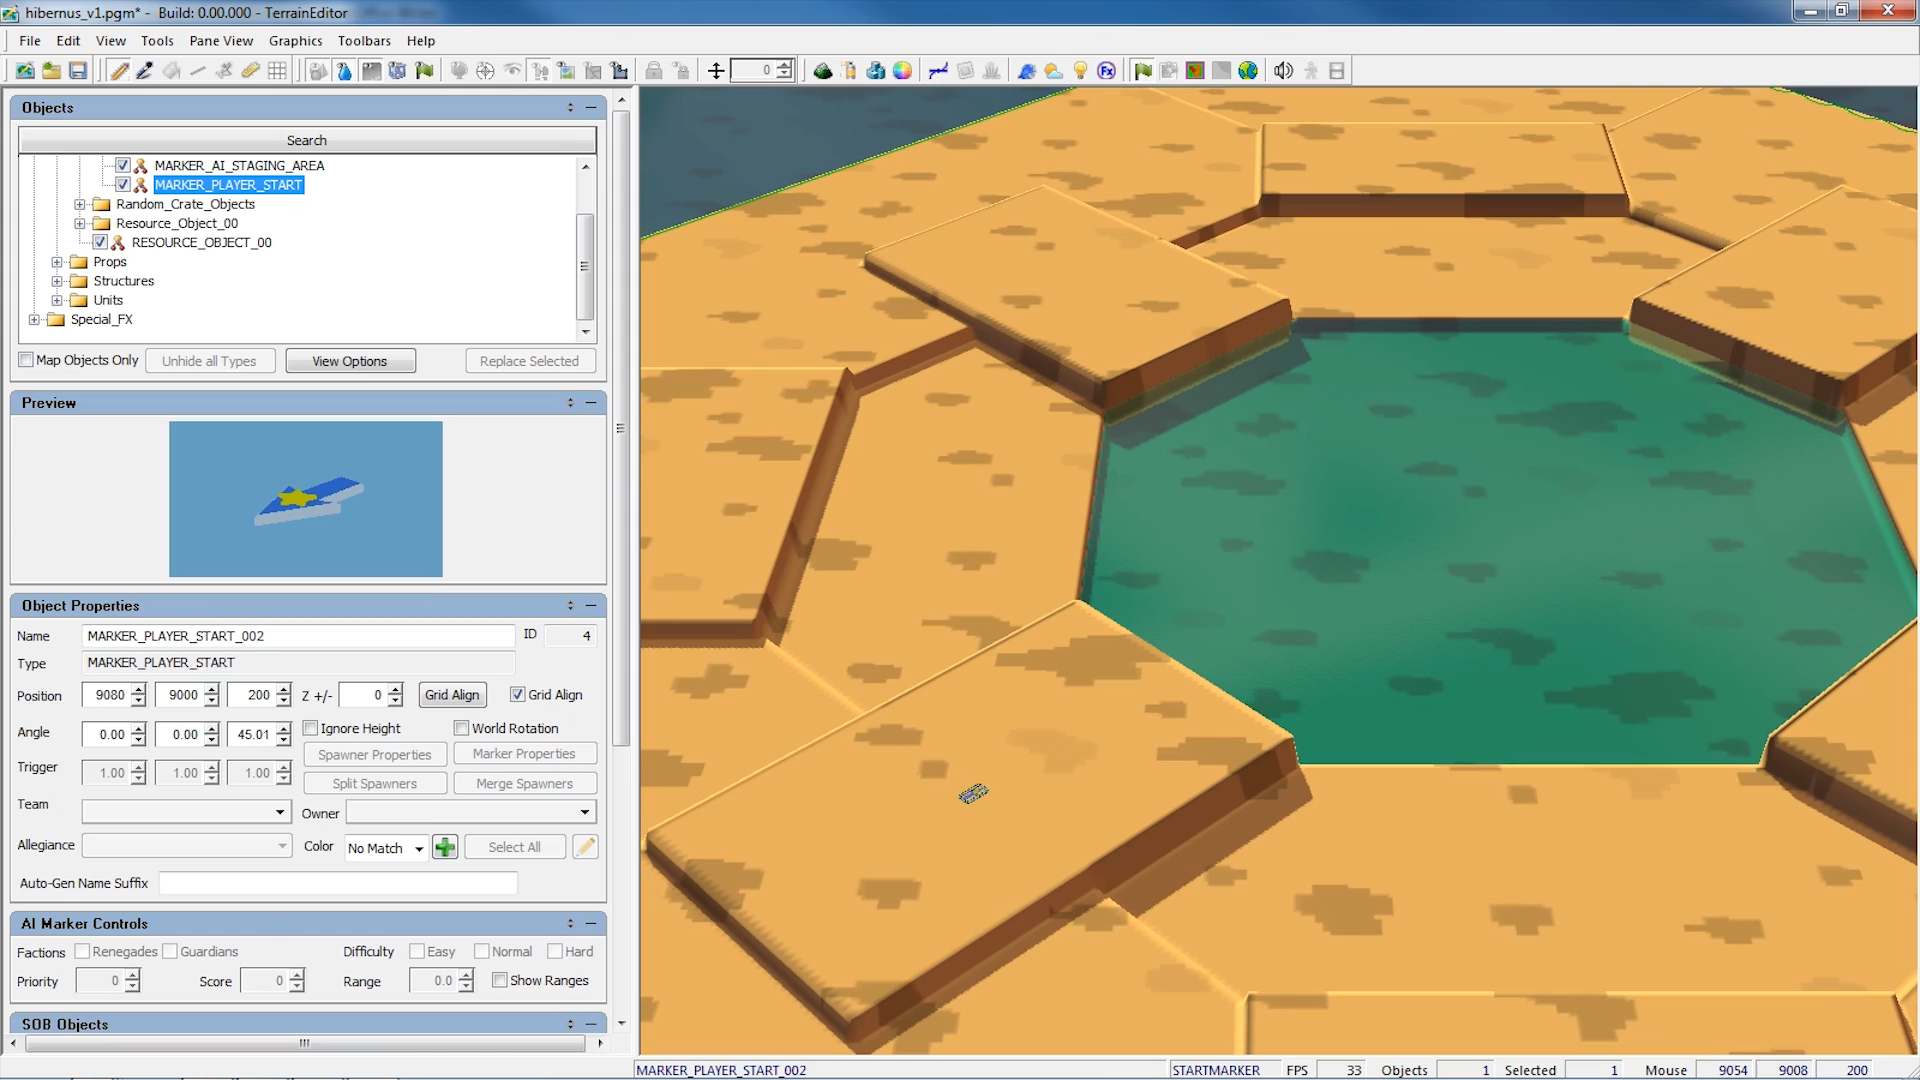 hibernus_v1.pgm* - Build: 0.00.000 - TerrainEditor
File Edit View Tools Pane View Graphics Toolbars Help
0
Fx
Objects
Search
MARKER_AI_STAGING_AREA
MARKER_PLAYER_START
Random_Crate_Objects
Resource_Object_00
RESOURCE_OBJECT_00
Props
Structures
Units
Special_FX
Map Objects Only Unhide all Types View Options Replace Selected
Preview
Object Properties
Name MARKER_PLAYER_START_002 ID 4
Type MARKER_PLAYER_START
Position 9080 9000 200 Z +/- 0 Grid Align Grid Align
Angle 0.00 0.00 45.01 Ignore Height World Rotation
Spawner Properties Marker Properties
Trigger 1.00 1.00 1.00 Split Spawners Merge Spawners
Team Owner
Allegiance Color No Match Select All
Auto-Gen Name Suffix
AI Marker Controls
Factions Renegades Guardians Difficulty Easy Normal Hard
Priority 0 Score 0 Range 0.0 Show Ranges
SOB Objects
MARKER_PLAYER_START_002 STARTMARKER FPS 33 Objects 1 Selected 1 Mouse 9054 9008 200